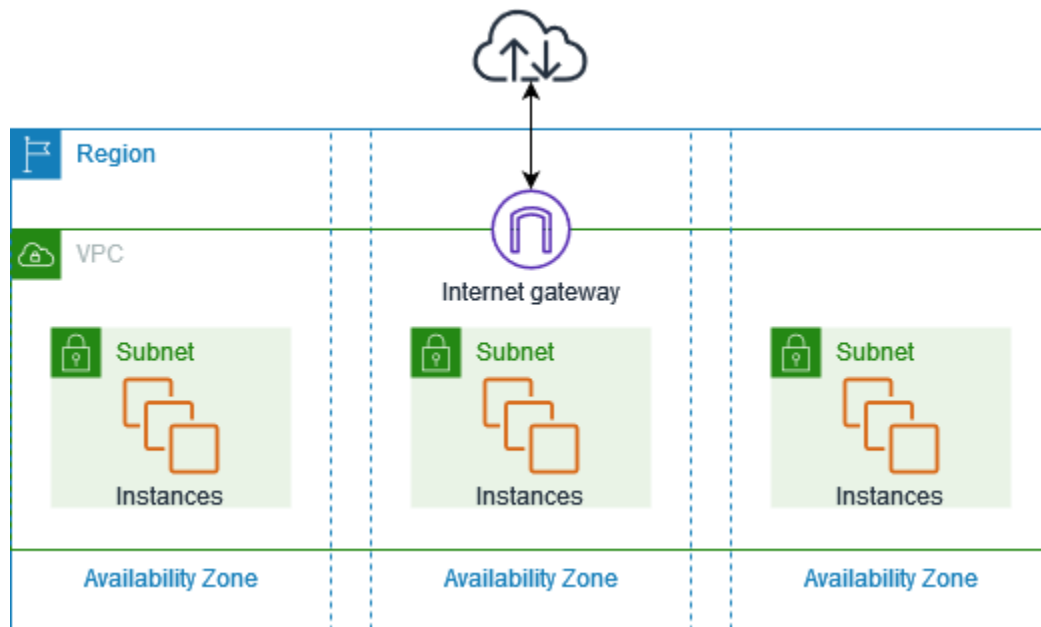 Region
VPC
Internet gateway
Subnet
Subnet
Subnet
Instances
Instances
Instances
Availability Zone
Availability Zone
Availability Zone